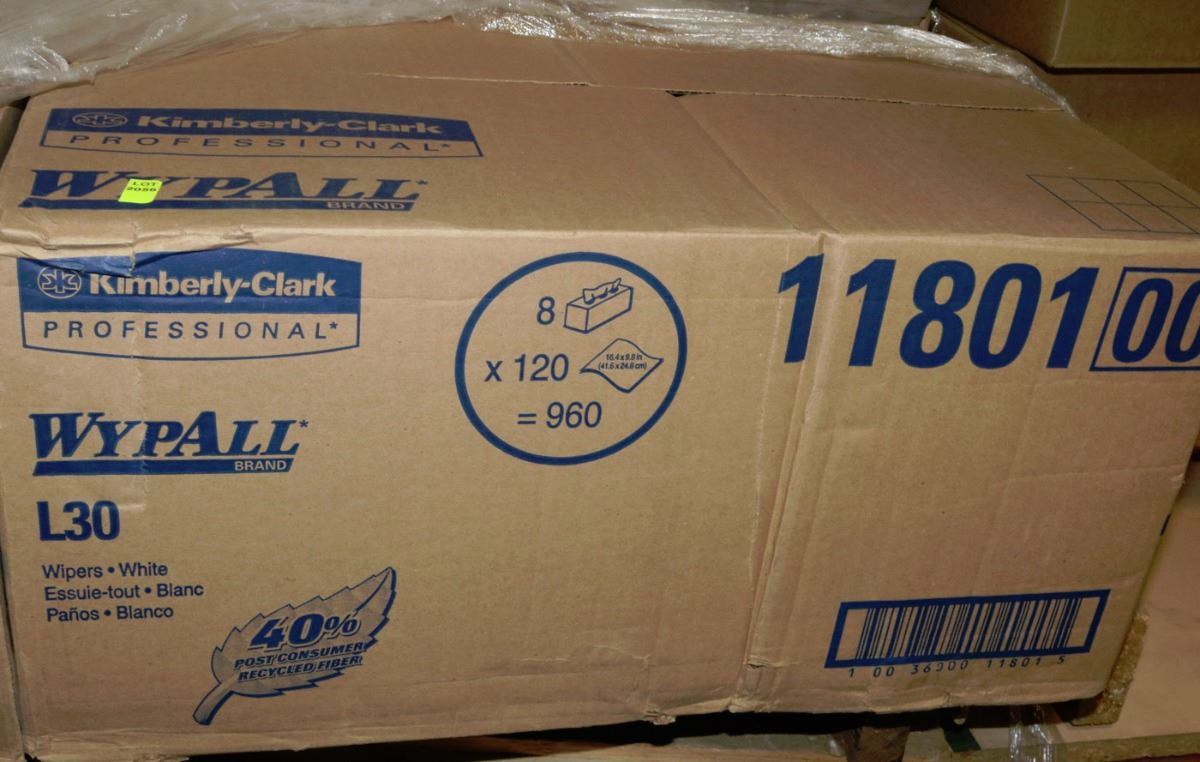 Kimberly-Clark
PROFESSIONAL*
WYPALL*
BRAND
LOT
2056
Kimberly-Clark
PROFESSIONAL*
WYPALL*
BRAND
L30
Wipers • White
Essuie-tout • Blanc
Paños • Blanco
40%
POST CONSUMER
RECYCLED FIBER
8
x 120
16.4 x 9.8 in
(41.6 x 24.8 cm)
= 960
11801 00
1 00 36000 11801 5